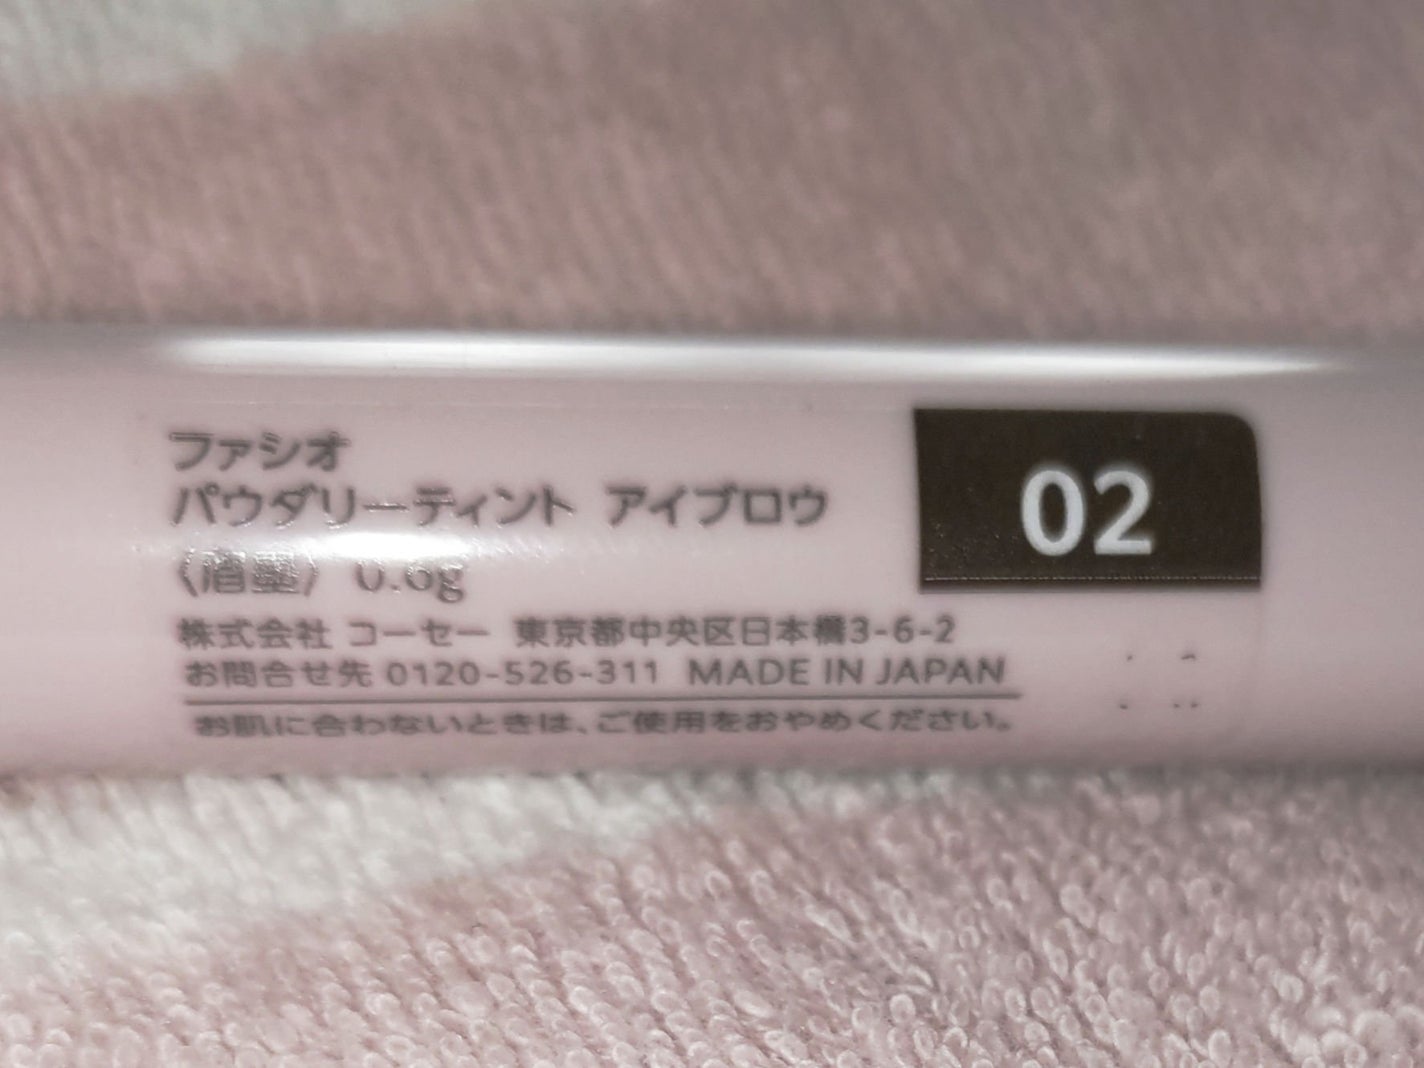 ファシオ
パウダリーティント アイブロウ
02
〈眉墨〉 0.6g
株式会社 コーセー 東京都中央区日本橋3-6-2
お問合せ先 0120-526-311 MADE IN JAPAN
お肌に合わないときは、ご使用をおやめください。